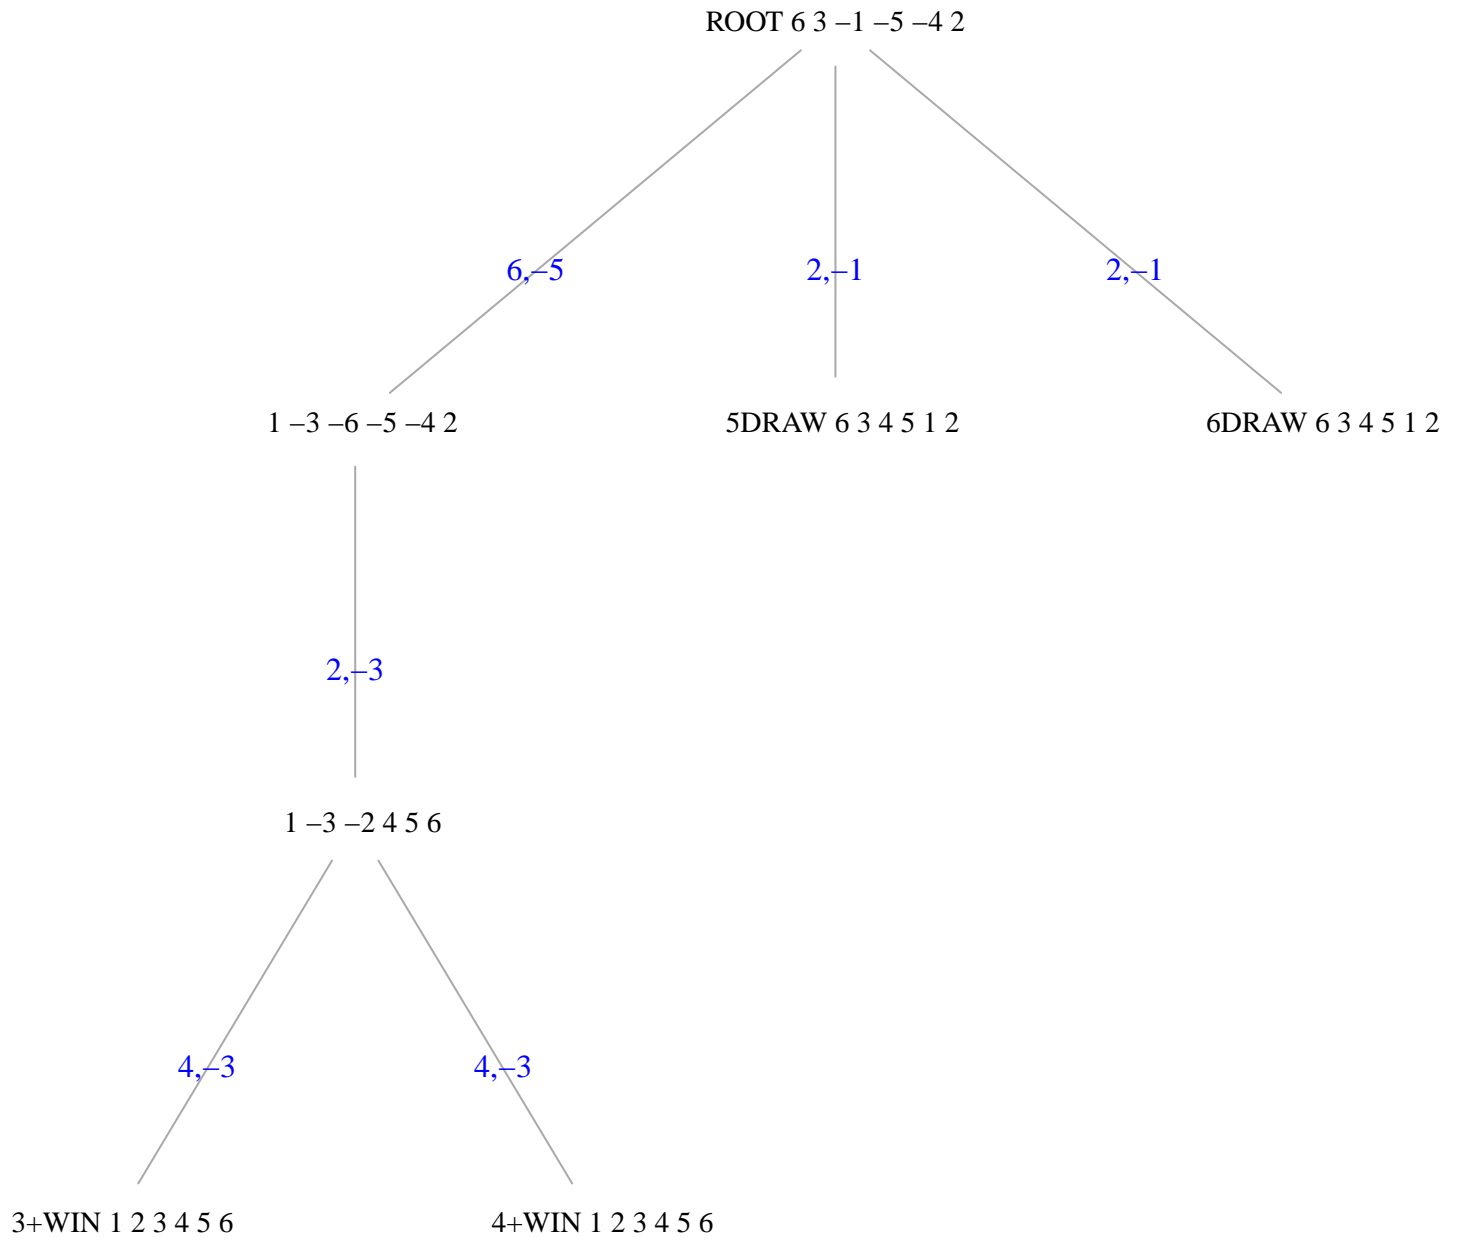 ROOT 6 3 –1 –5 –4 2
6,–5
2,–1
2,–1
1 –3 –6 –5 –4 2
5DRAW 6 3 4 5 1 2
6DRAW 6 3 4 5 1 2
2,–3
1 –3 –2 4 5 6
4,–3
4,–3
3+WIN 1 2 3 4 5 6
4+WIN 1 2 3 4 5 6